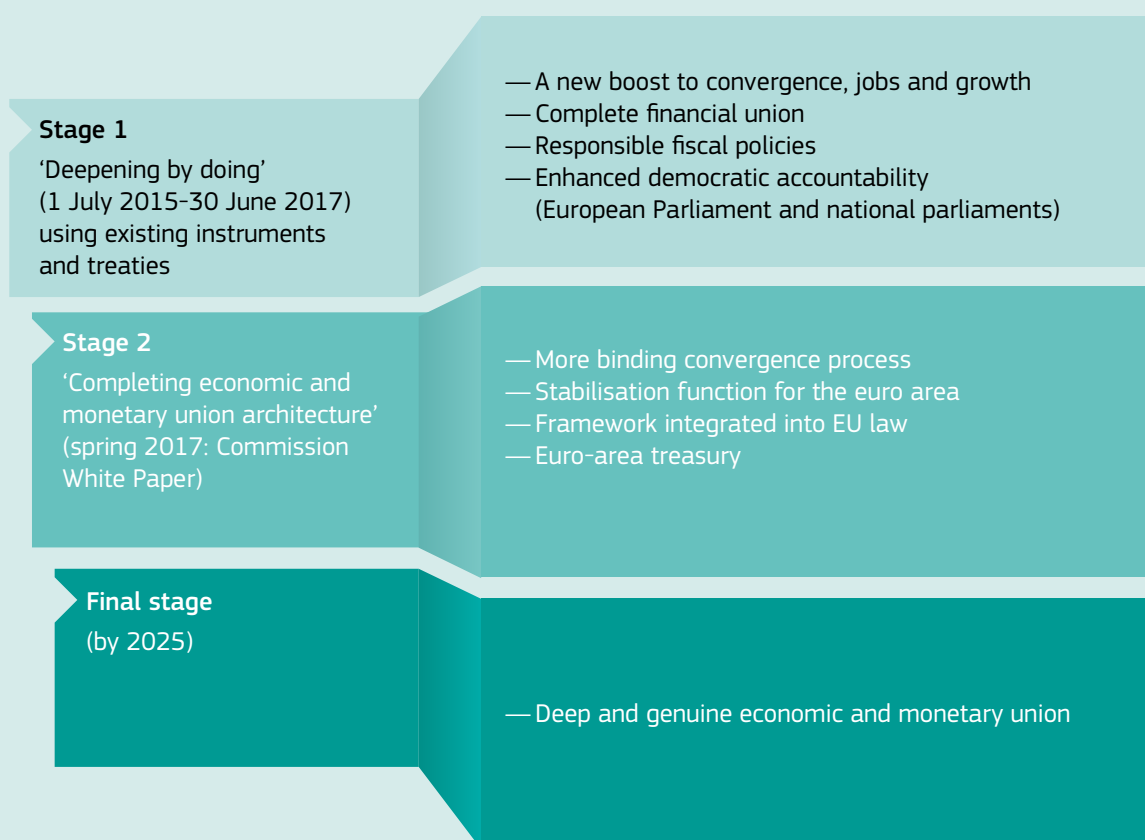 Stage 1
‘Deepening by doing’
(1 July 2015-30 June 2017)
using existing instruments
and treaties
— A new boost to convergence, jobs and growth
— Complete financial union
— Responsible fiscal policies
— Enhanced democratic accountability
(European Parliament and national parliaments)
Stage 2
‘Completing economic and
monetary union architecture’
(spring 2017: Commission
White Paper)
— More binding convergence process
— Stabilisation function for the euro area
— Framework integrated into EU law
— Euro-area treasury
Final stage
(by 2025)
— Deep and genuine economic and monetary union